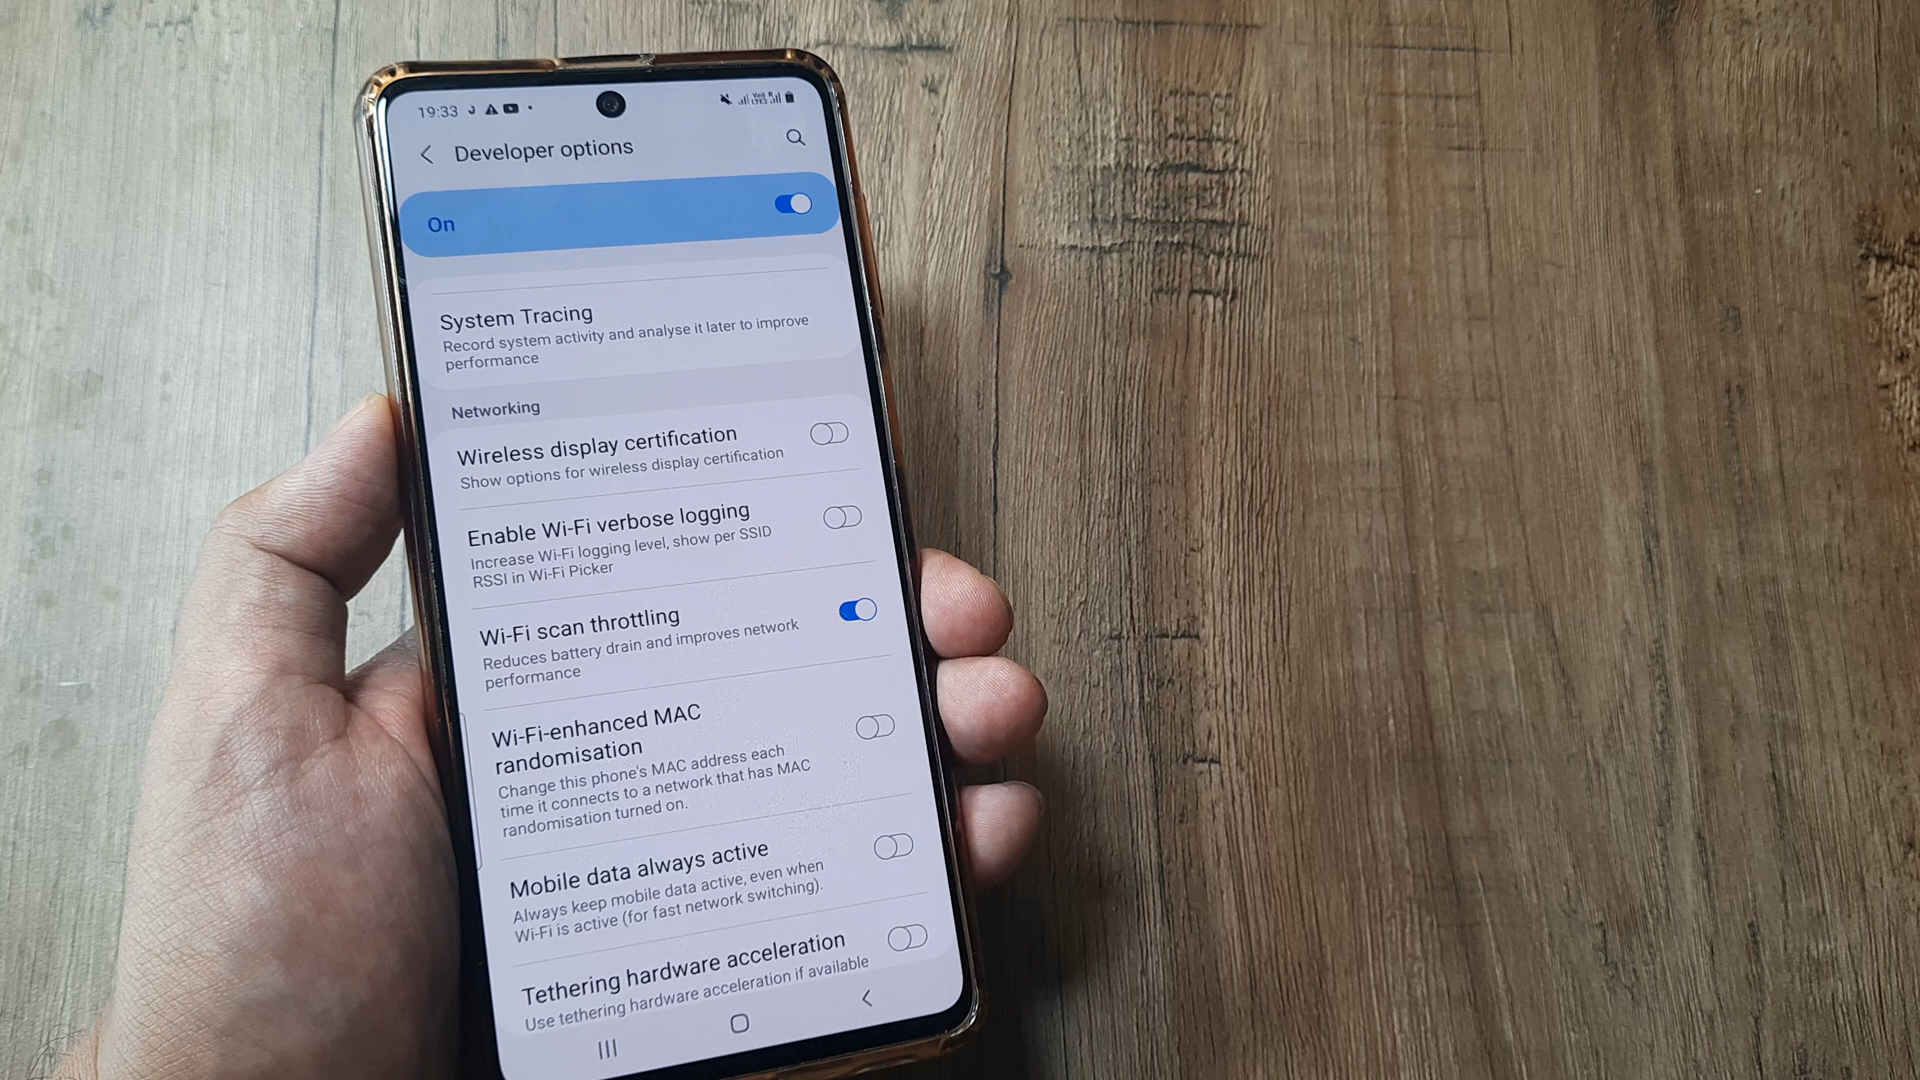 19:33
Developer options
On
System Tracing
Record system activity and analyse it later to improve
performance
Networking
Wireless display certification
Show options for wireless display certification
Enable Wi-Fi verbose logging
Increase Wi-Fi logging level, show per SSID
RSSI in Wi-Fi Picker
Wi-Fi scan throttling
Reduces battery drain and improves network
performance
Wi-Fi-enhanced MAC
randomisation
Change this phone's MAC address each
time it connects to a network that has MAC
randomisation turned on.
Mobile data always active
Always keep mobile data active, even when
Wi-Fi is active (for fast network switching).
Tethering hardware acceleration
Use tethering hardware acceleration if available